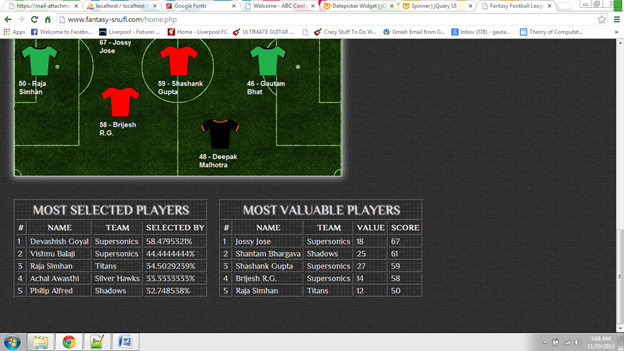 https://mail-attachm
localhost / localhost /
Google Fonts
Welcome - ABC Conf
Datepicker Widget | jQ
Spinner | jQuery UI
Fantasy Football Leag
www.fantasy-snufl.com/home.php
Apps
Welcome to Facebo...
Liverpool - Fixtures ...
Home - Liverpool FC
ULTIMATE GUITAR ...
Crazy Stuff To Do W...
Gmail: Email from G...
Inbox (378) - gauta...
Theory of Computat...
67 - Jossy
Jose
50 - Raja
Simhan
59 - Shashank
Gupta
46 - Gautam
Bhat
58 - Brijesh
R.G.
48 - Deepak
Malhotra
MOST SELECTED PLAYERS
# NAME TEAM SELECTED BY
1 Devashish Goyal Supersonics 58.479532%
2 Vishnu Balaji Supersonics 44.4444444%
3 Raja Simhan Titans 34.5029239%
4 Achal Awasthi Silver Hawks 33.3333333%
5 Philip Alfred Shadows 32.748538%
MOST VALUABLE PLAYERS
# NAME TEAM VALUE SCORE
1 Jossy Jose Supersonics 18 67
2 Shantam Bhargava Shadows 25 61
3 Shashank Gupta Supersonics 27 59
4 Brijesh R.G. Supersonics 14 58
5 Raja Simhan Titans 12 50
3:08 AM
11/19/2013